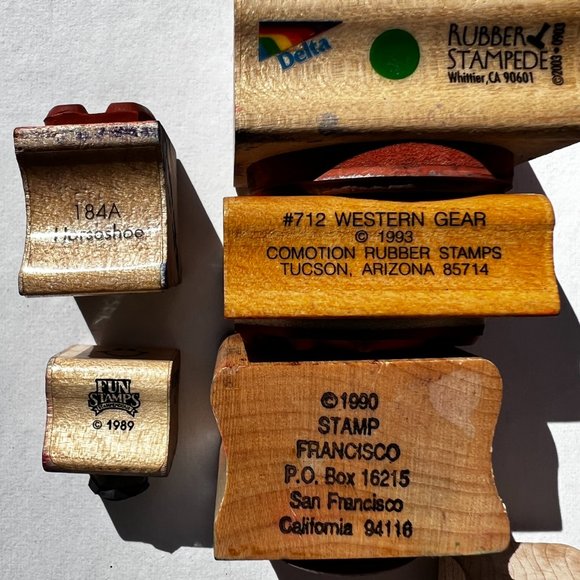 Delta
RUBBER
STAMPEDE
Whittier, CA 90601
©2003
184A
Horseshoe
#712 WESTERN GEAR
© 1993
COMOTION RUBBER STAMPS
TUCSON, ARIZONA 85714
FUN
STAMPS
© 1989
©1990
STAMP
FRANCISCO
P.O. Box 16215
San Francisco
California 94116